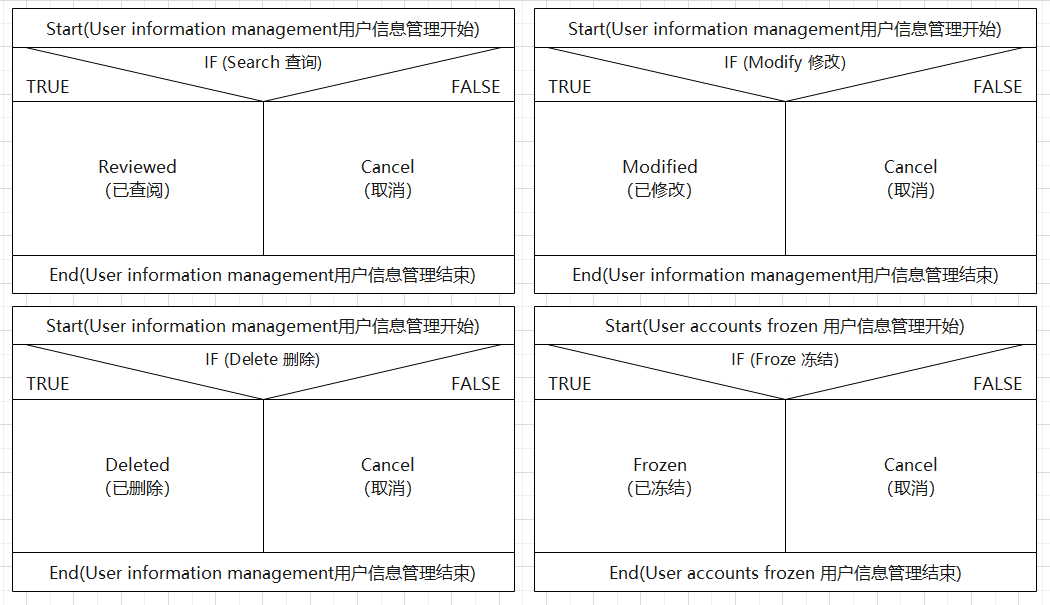 Start(User information management用户信息管理开始)
IF (Search 查询)
TRUE
FALSE
Reviewed
(已查阅)
Cancel
(取消)
End(User information management用户信息管理结束)
Start(User information management用户信息管理开始)
IF (Modify 修改)
TRUE
FALSE
Modified
(已修改)
Cancel
(取消)
End(User information management用户信息管理结束)
Start(User information management用户信息管理开始)
IF (Delete 删除)
TRUE
FALSE
Deleted
(已删除)
Cancel
(取消)
End(User information management用户信息管理结束)
Start(User accounts frozen 用户信息管理开始)
IF (Froze 冻结)
TRUE
FALSE
Frozen
(已冻结)
Cancel
(取消)
End(User accounts frozen 用户信息管理结束)